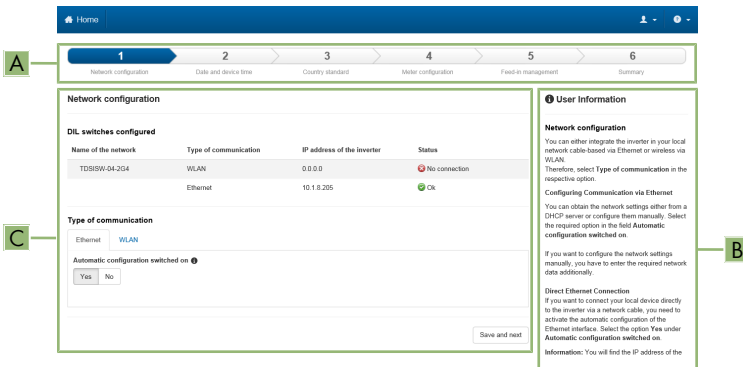 Home
1 2 3 4 5 6
Network configuration Date and device time Country standard Meter configuration Feed-in management Summary
A
Network configuration
DIL switches configured
Name of the network Type of communication IP address of the inverter Status
TDSISW-04-2G4 WLAN 0.0.0.0 No connection
Ethernet 10.1.8.205 Ok
Type of communication
Ethernet WLAN
Automatic configuration switched on
Yes No
Save and next
C
User Information
Network configuration
You can either integrate the inverter in your local
network cable-based via Ethernet or wireless via
WLAN.
Therefore, select Type of communication in the
respective option.
Configuring Communication via Ethernet
You can obtain the network settings either from a
DHCP server or configure them manually. Select
the required option in the field Automatic
configuration switched on.
If you want to configure the network settings
manually, you have to enter the required network
data additionally.
Direct Ethernet Connection
If you want to connect your local device directly
to the inverter via a network cable, you need to
activate the automatic configuration of the
Ethernet interface. Select the option Yes under
Automatic configuration switched on.
Information: You will find the IP address of the
B